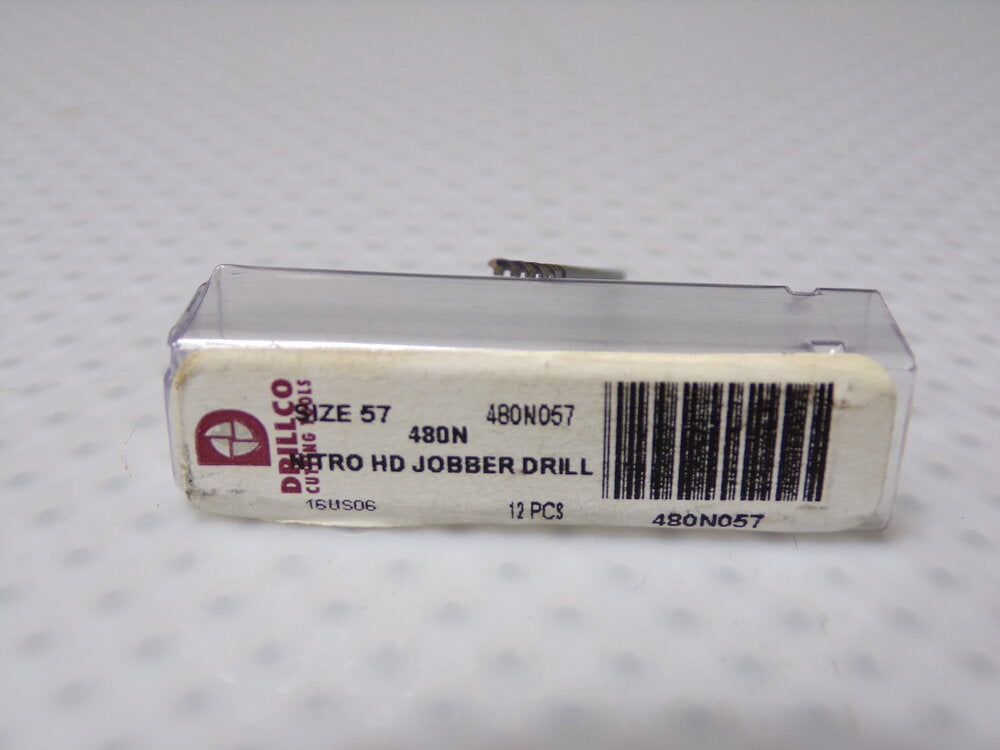 DRILLCO
CUTTING TOOLS
SIZE 57 480N057
480N
NITRO HD JOBBER DRILL
16US06 12 PCS
480N057